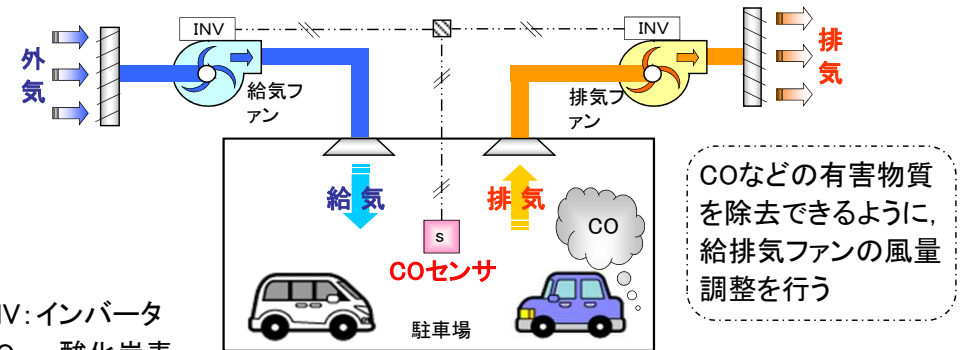 INV
INV
外気
排気
給気フ
ァン
排気フ
ァン
給 気
排 気
CO
s
COセンサ
駐車場
COなどの有害物質
を除去できるように,
給排気ファンの風量
調整を行う
NV:インバータ